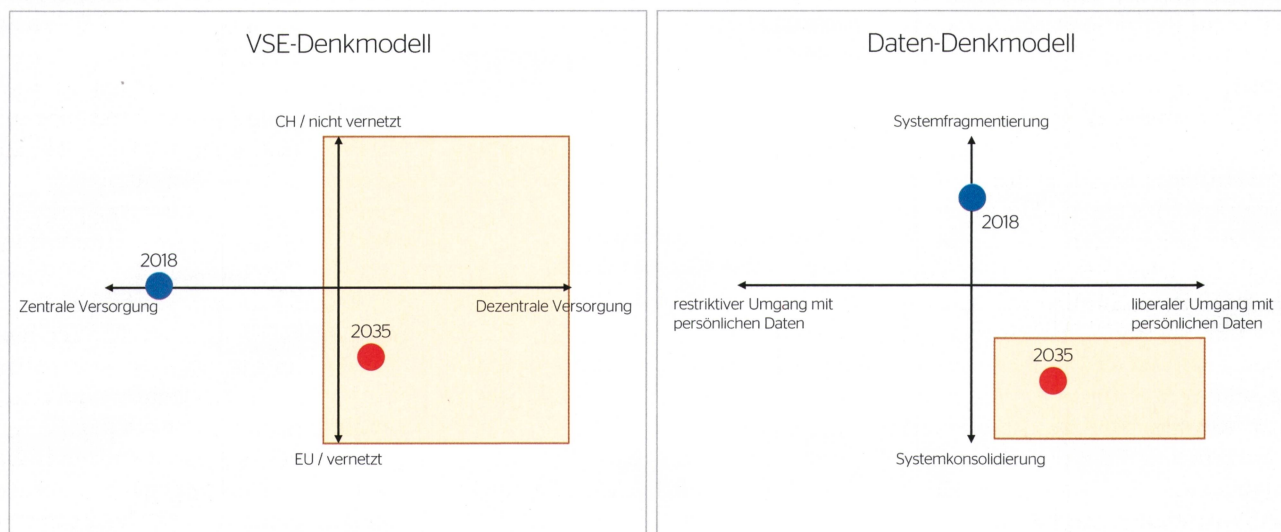 VSE-Denkmodell
CH / nicht vernetzt
2018
Zentrale Versorgung
Dezentrale Versorgung
2035
EU / vernetzt
Daten-Denkmodell
Systemfragmentierung
2018
restriktiver Umgang mit
persönlichen Daten
liberaler Umgang mit
persönlichen Daten
2035
Systemkonsolidierung